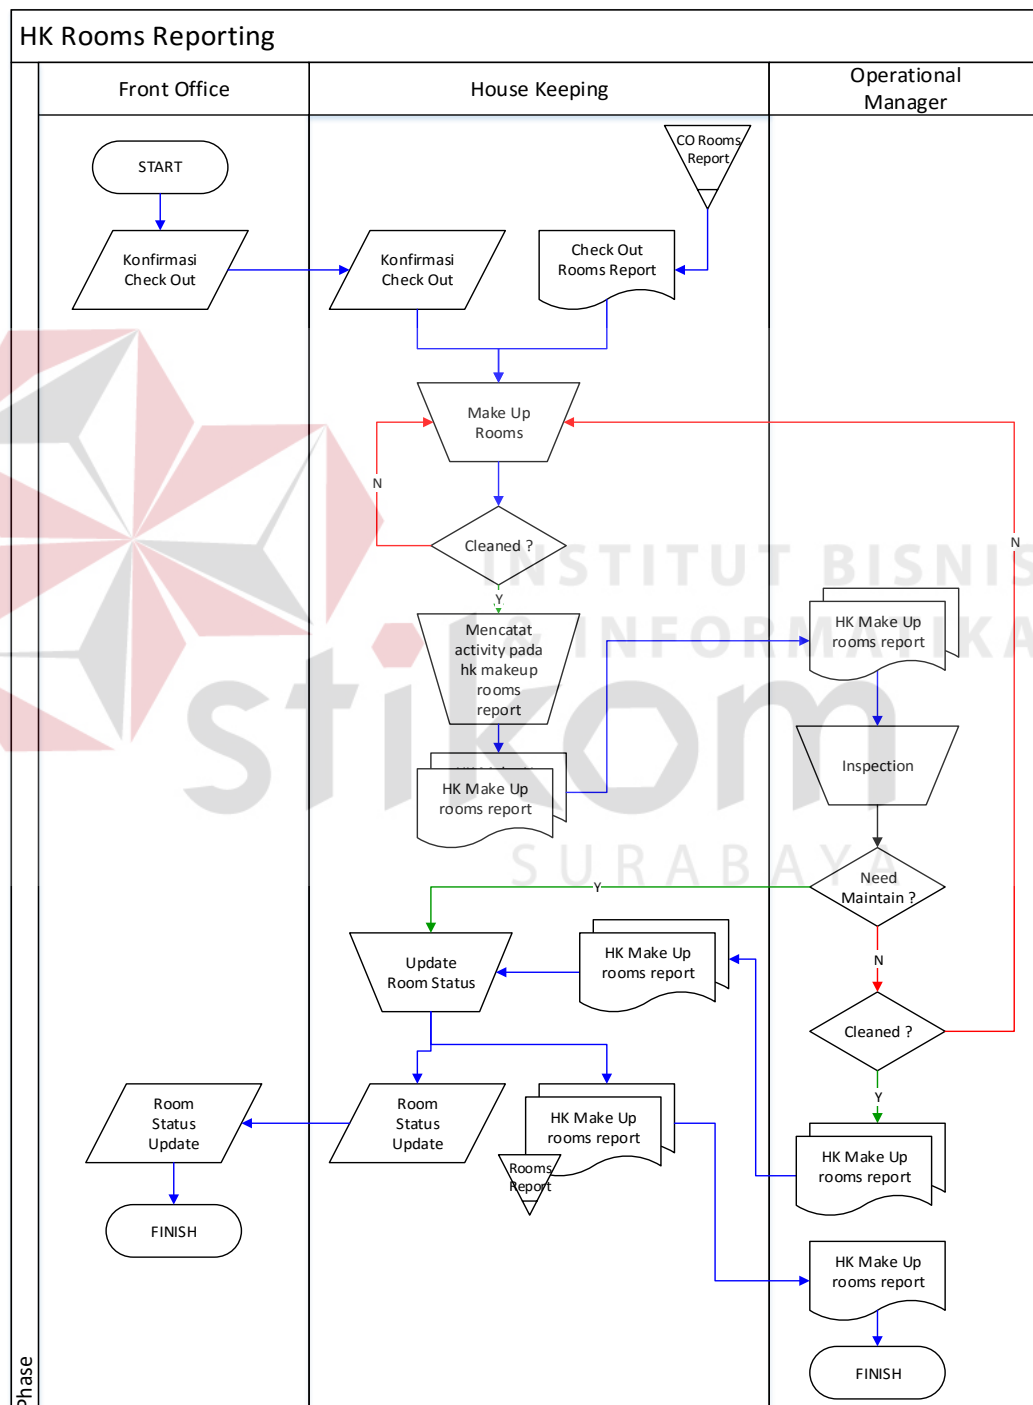 HK Rooms Reporting
Front Office
House Keeping
Operational
Manager
START
CO Rooms
Report
Konfirmasi
Check Out
Konfirmasi
Check Out
Check Out
Rooms Report
Make Up
Rooms
N
Cleaned ?
N
Y
INSTITUT BISNIS
& INFORMATIKA
stikom
SURABAYA
Mencatat
activity pada
hk makeup
rooms
report
HK Make Up
rooms report
HK Make Up
rooms report
Inspection
Need
Maintain ?
Y
N
Update
Room Status
HK Make Up
rooms report
Cleaned ?
Y
Room
Status
Update
Room
Status
Update
HK Make Up
rooms report
Rooms
Report
HK Make Up
rooms report
FINISH
HK Make Up
rooms report
FINISH
Phase